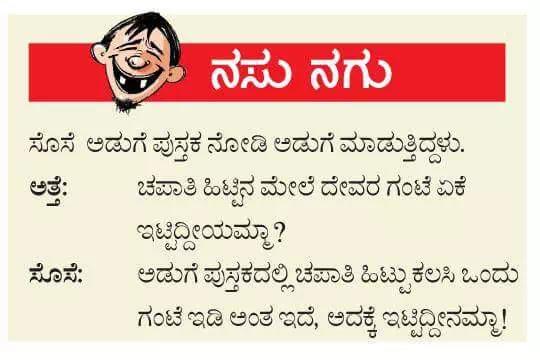 ನಸು ನಗು
ಸೊಸೆ ಅಡುಗೆ ಪುಸ್ತಕ ನೋಡಿ ಅಡುಗೆ ಮಾಡುತ್ತಿದ್ದಳು.
ಅತ್ತೆ: ಚಪಾತಿ ಹಿಟ್ಟಿನ ಮೇಲೆ ದೇವರ ಗಂಟೆ ಏಕೆ
ಇಟ್ಟಿದ್ದೀಯಮ್ಮಾ?
ಸೊಸೆ: ಅಡುಗೆ ಪುಸ್ತಕದಲ್ಲಿ ಚಪಾತಿ ಹಿಟ್ಟು ಕಲಸಿ ಒಂದು
ಗಂಟೆ ಇಡಿ ಅಂತ ಇದೆ, ಅದಕ್ಕೆ ಇಟ್ಟಿದ್ದೀನಮ್ಮಾ!